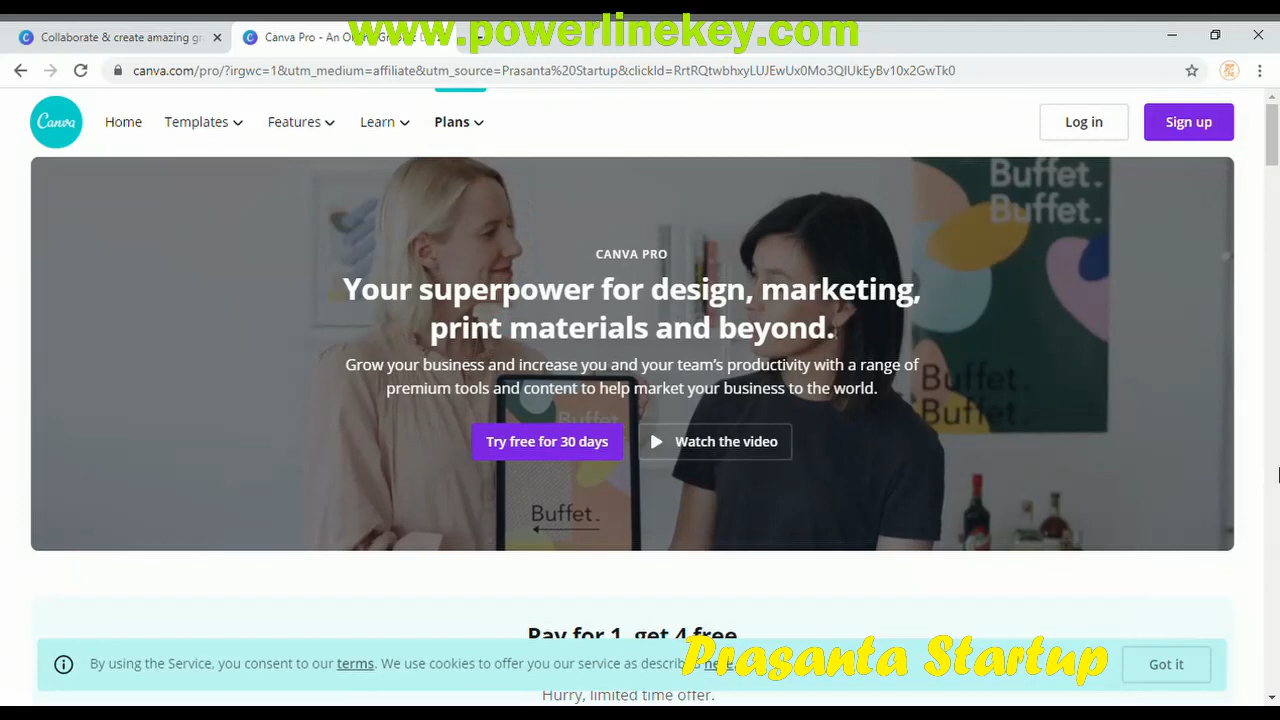 www.powerlinekey.com
Collaborate & create amazing gr
Canva Pro - An On
canva.com/pro/?irgwc=1&utm_medium=affiliate&utm_source=Prasanta%20Startup&clickId=RrtRQtwbhxyLUJEwUx0Mo3QIUkEyBv10x2GwTk0
Canva
Home
Templates
Features
Learn
Plans
Log in
Sign up
Buffet.
Buffet.
CANVA PRO
Your superpower for design, marketing,
print materials and beyond.
Grow your business and increase you and your team's productivity with a range of
premium tools and content to help market your business to the world.
Buffet.
Buffet.
Buffet.
Try free for 30 days
Watch the video
Buffet.
Pay for 1, get 4 free
By using the Service, you consent to our terms. We use cookies to offer you our service as described here.
Got it
Prasanta Startup
Hurry, limited time offer.